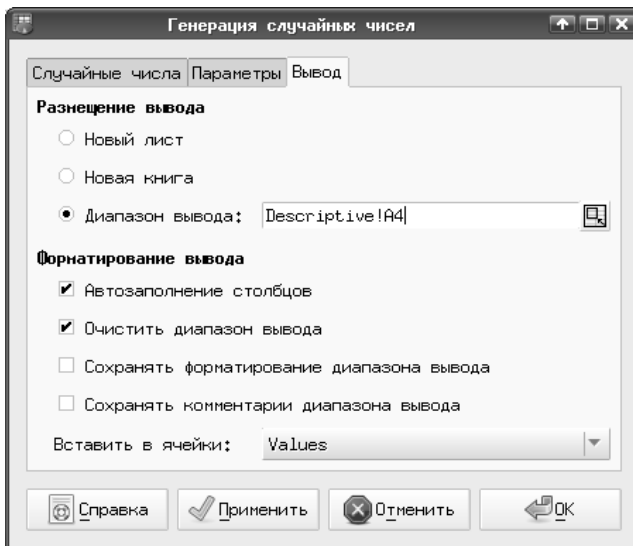 Генерация случайных чисел
Случайные числа Параметры Вывод
Размещение вывода
Новый лист
Новая книга
Диапазон вывода: Descriptive!A4
Форматирование вывода
Автозаполнение столбцов
Очистить диапазон вывода
Сохранять форматирование диапазона вывода
Сохранять комментарии диапазона вывода
Вставить в ячейки: Values
Справка Применить Отменить OK